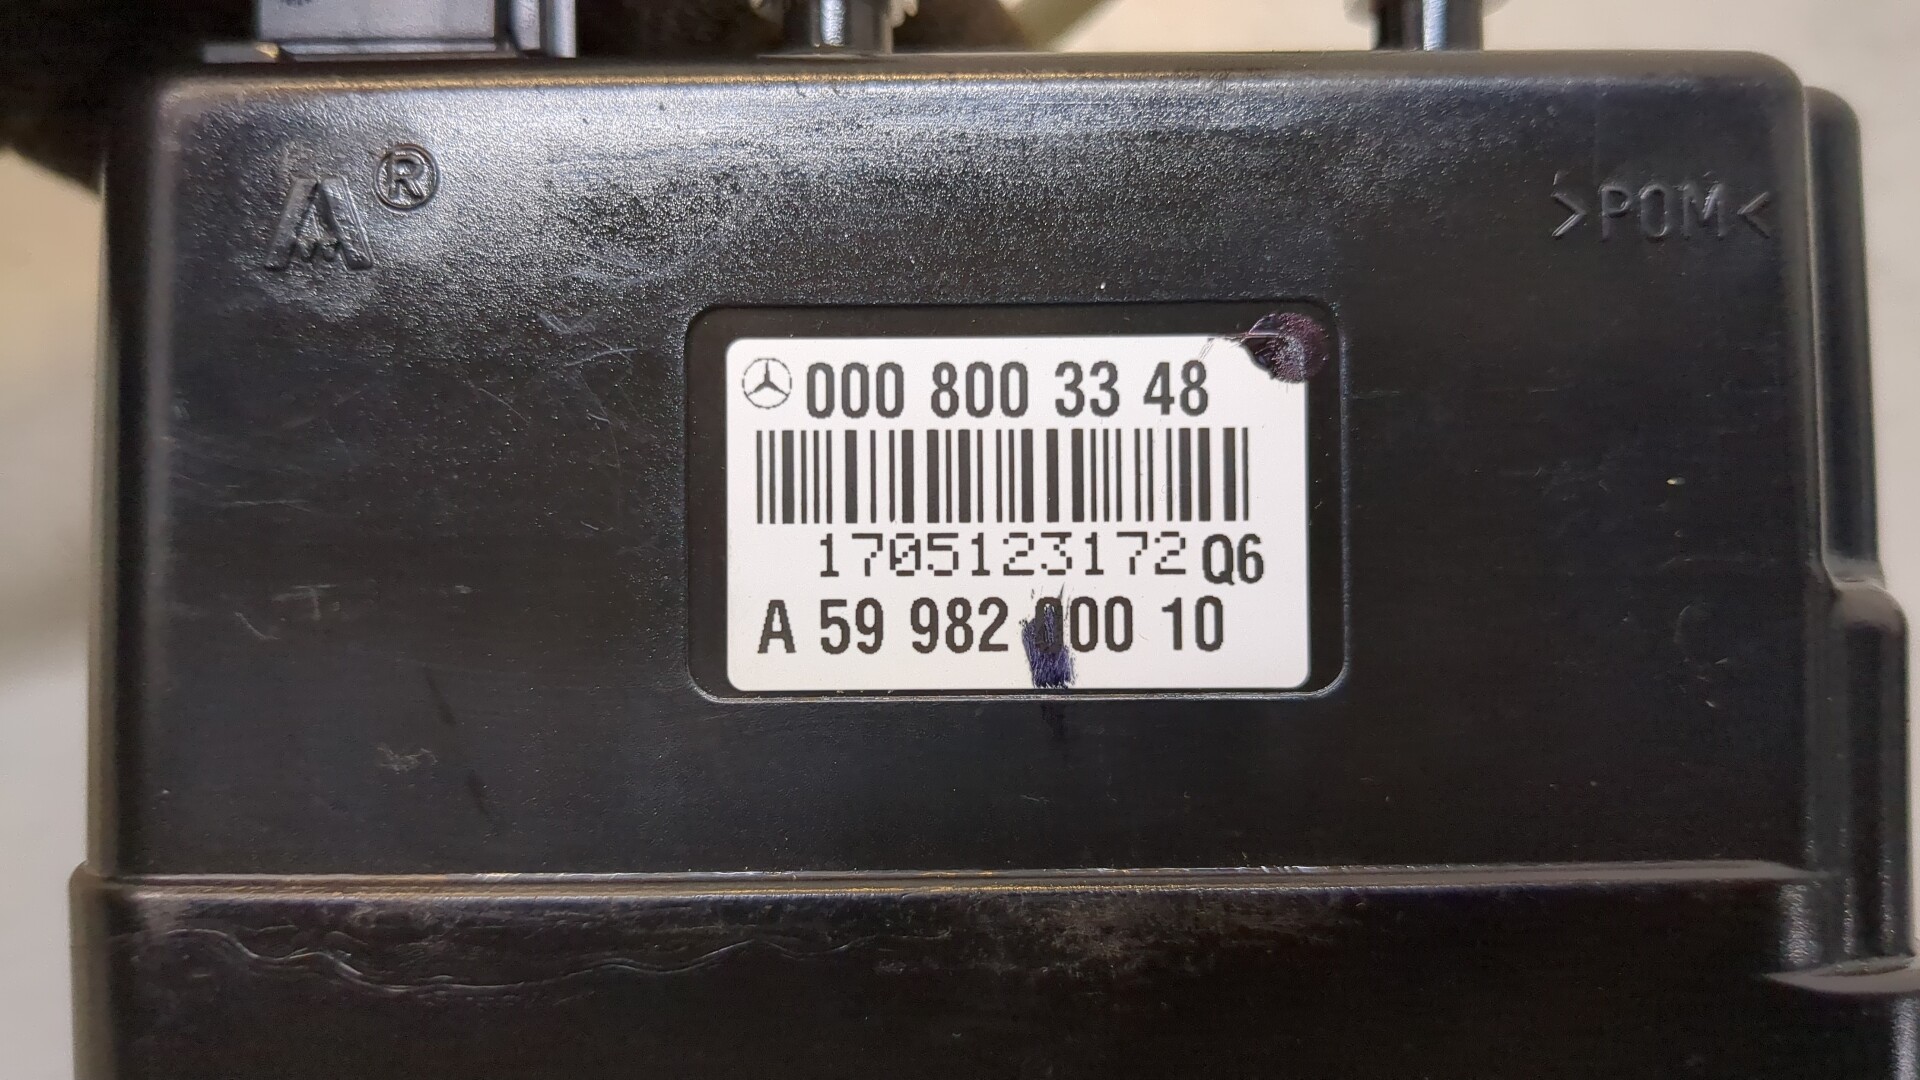 A®
>POM<
000 800 33 48
1705123172 Q6
A 59 982 000 10